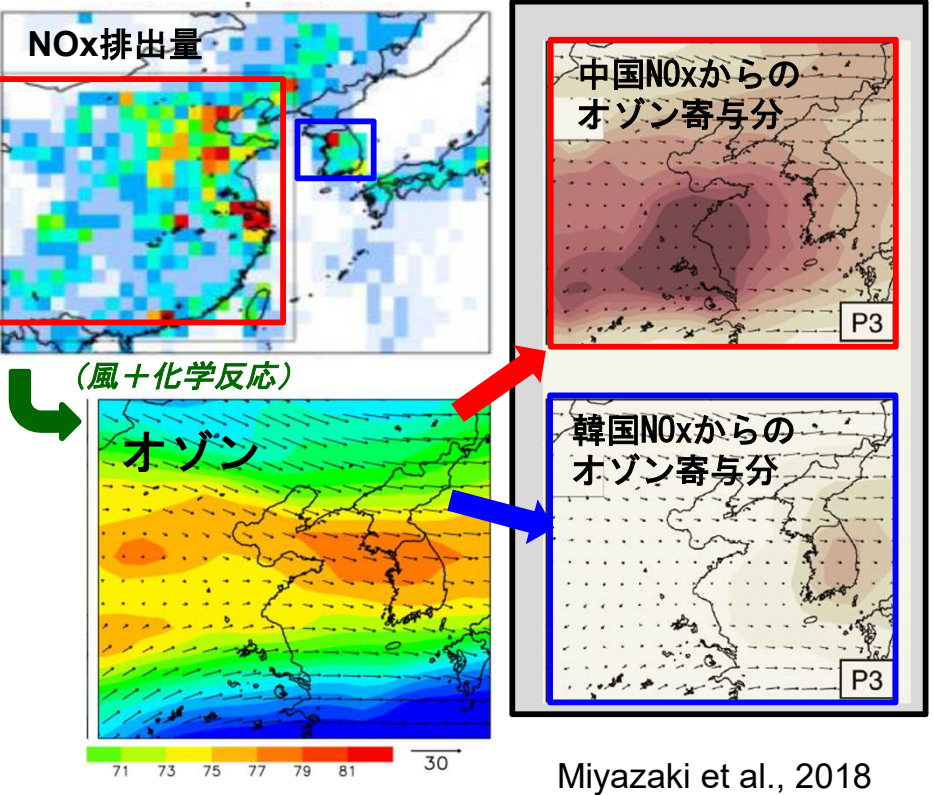 NOx排出量
中国NOxからの
オゾン寄与分
P3
(風＋化学反応)
オゾン
韓国NOxからの
オゾン寄与分
P3
71 73 75 77 79 81
30
Miyazaki et al., 2018